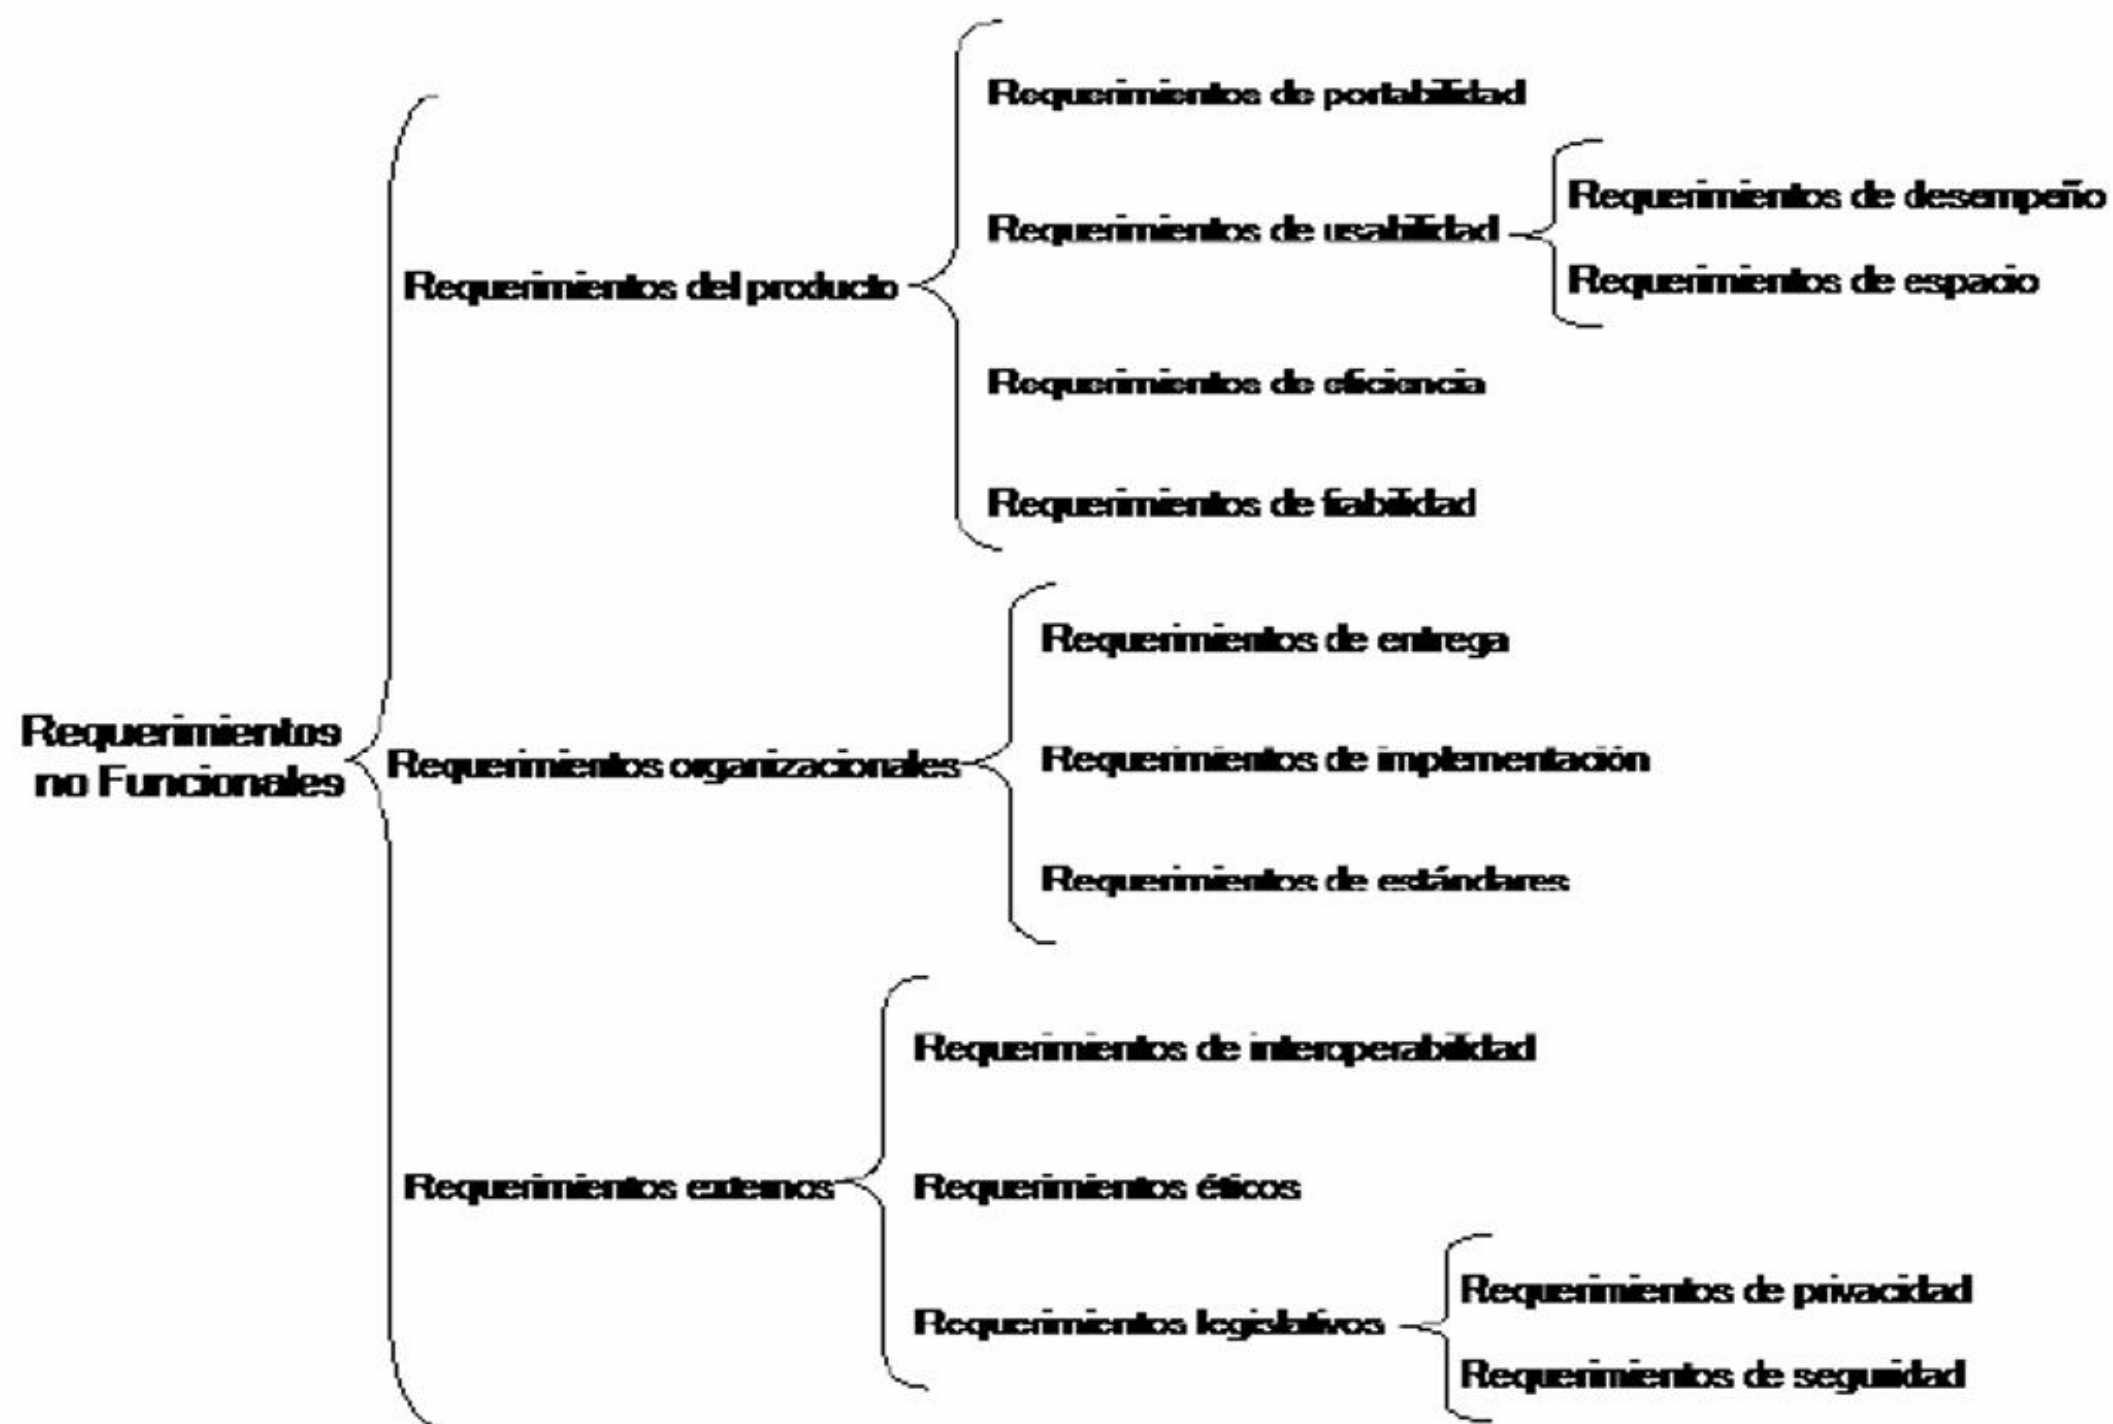 Requerimientos
no Funcionales
Requerimientos del producto
Requerimientos de portabilidad
Requerimientos de usabilidad
Requerimientos de desempeño
Requerimientos de espacio
Requerimientos de eficiencia
Requerimientos de fiabilidad
Requerimientos organizacionales
Requerimientos de entrega
Requerimientos de implementación
Requerimientos de estándares
Requerimientos externos
Requerimientos de interoperabilidad
Requerimientos éticos
Requerimientos legislativos
Requerimientos de privacidad
Requerimientos de seguridad